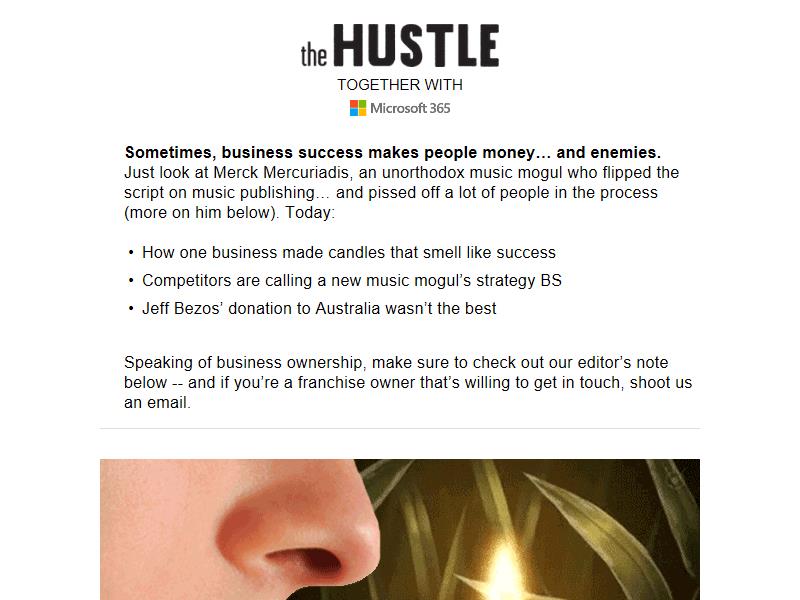 the HUSTLE
TOGETHER WITH
Microsoft 365
Sometimes, business success makes people money… and enemies.
Just look at Merck Mercuriadis, an unorthodox music mogul who flipped the
script on music publishing… and pissed off a lot of people in the process
(more on him below). Today:
• How one business made candles that smell like success
• Competitors are calling a new music mogul’s strategy BS
• Jeff Bezos’ donation to Australia wasn’t the best
Speaking of business ownership, make sure to check out our editor’s note
below -- and if you’re a franchise owner that’s willing to get in touch, shoot us
an email.